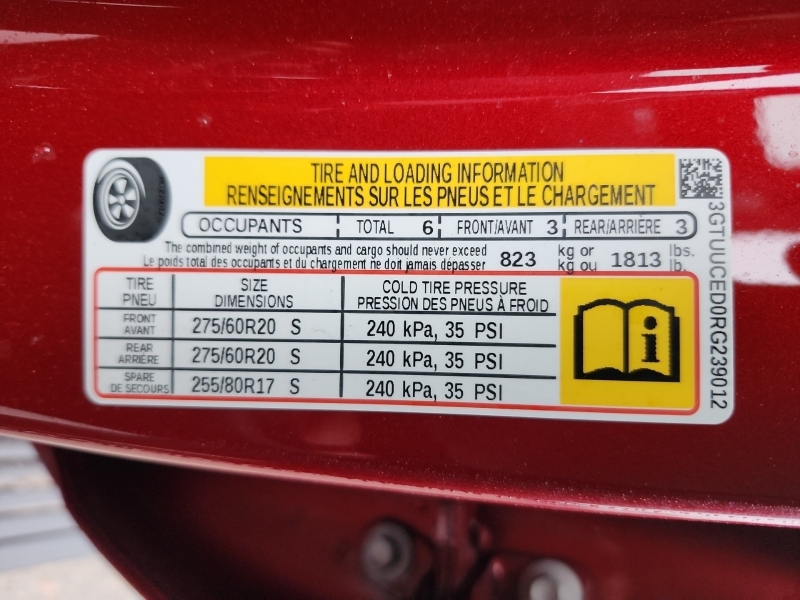 TIRE AND LOADING INFORMATION
RENSEIGNEMENTS SUR LES PNEUS ET LE CHARGEMENT
OCCUPANTS TOTAL 6 FRONT/AVANT 3 REAR/ARRIÈRE 3
The combined weight of occupants and cargo should never exceed 823 kg or 1813 lbs.
Le poids total des occupants et du chargement ne doit jamais dépasser kg ou lb.
TIRE PNEU SIZE DIMENSIONS COLD TIRE PRESSURE PRESSION DES PNEUS À FROID
FRONT AVANT 275/60R20 S 240 kPa, 35 PSI
REAR ARRIÈRE 275/60R20 S 240 kPa, 35 PSI
SPARE DE SECOURS 255/80R17 S 240 kPa, 35 PSI
3GTUUCED0RG239012